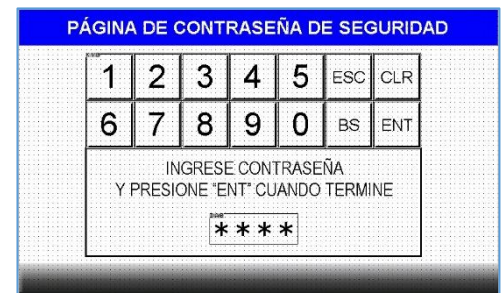 PÁGINA DE CONTRASEÑA DE SEGURIDAD
1 2 3 4 5 ESC CLR
6 7 8 9 0 BS ENT
INGRESE CONTRASEÑA
Y PRESIONE "ENT" CUANDO TERMINE
****